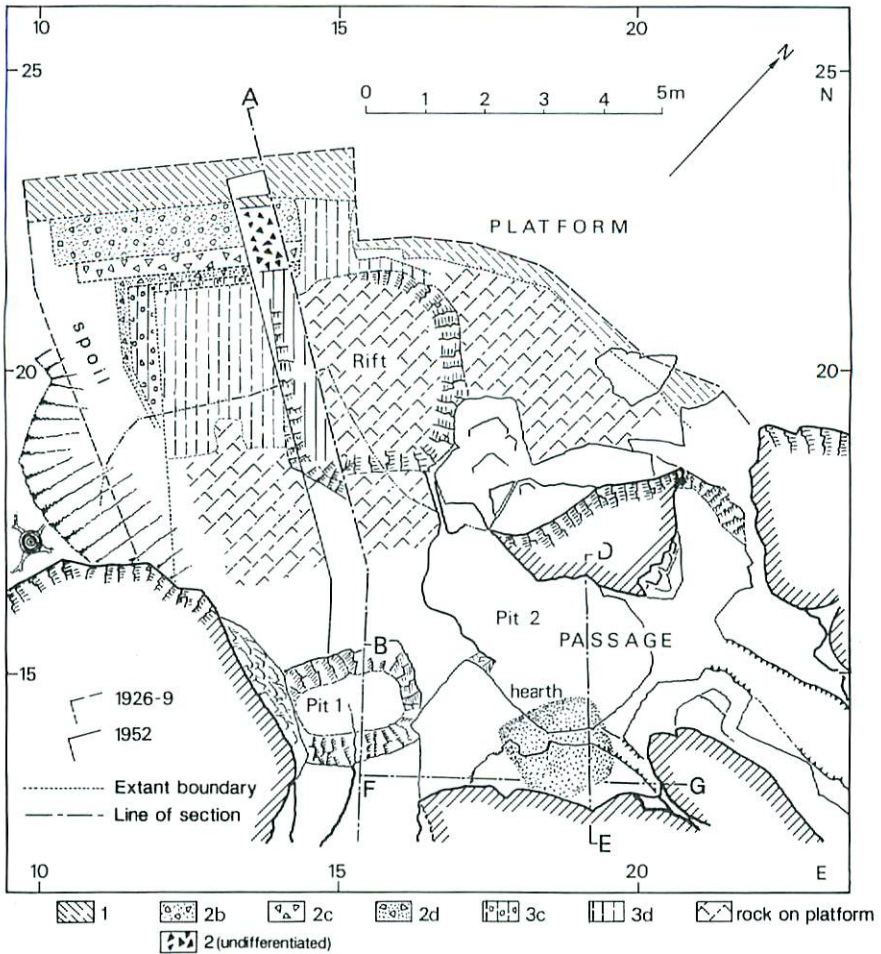 10 15 20
25 25
N
A
0 1 2 3 4 5m
N
PLATFORM
spoil
Rift
20 20
D
Pit 2
PASSAGE
B
15 15
Pit 1
hearth
1926-9
1952
Extant boundary
Line of section
F
G
E
10 15 20 E
1 2b 2c 2d 3c 3d rock on platform
2 (undifferentiated)